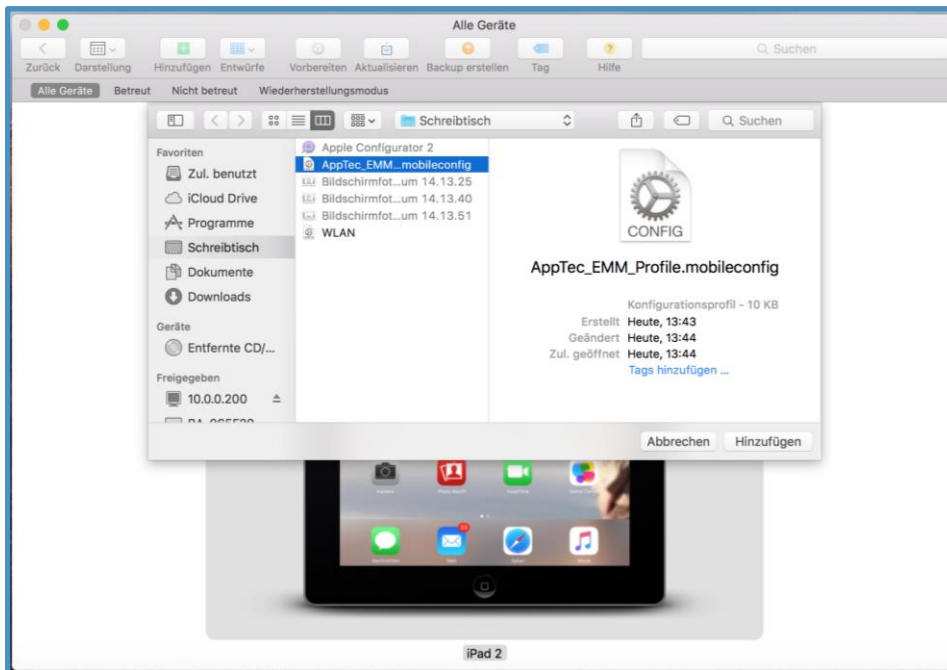 Alle Geräte
Zurück Darstellung Hinzufügen Entwürfe Vorbereiten Aktualisieren Backup erstellen Tag Hilfe
Suchen
Alle Geräte Betreut Nicht betreut Wiederherstellungsmodus
Schreibtisch
Suchen
Favoriten
Zul. benutzt
iCloud Drive
Programme
Schreibtisch
Dokumente
Downloads
Geräte
Entfernte CD/...
Freigegeben
10.0.0.200
Apple Configurator 2
AppTec_EMM...mobileconfig
Bildschirmfot...um 14.13.25
Bildschirmfot...um 14.13.40
Bildschirmfot...um 14.13.51
WLAN
CONFIG
AppTec_EMM_Profile.mobileconfig
Konfigurationsprofil – 10 KB
Erstellt Heute, 13:43
Geändert Heute, 13:44
Zul. geöffnet Heute, 13:44
Tags hinzufügen ...
Abbrechen Hinzufügen
iPad 2